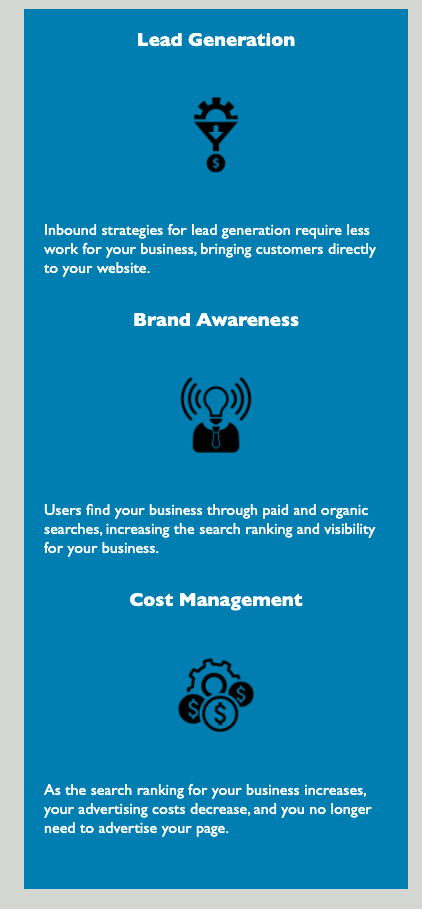 Lead Generation
$
Inbound strategies for lead generation require less
work for your business, bringing customers directly
to your website.
Brand Awareness
Users find your business through paid and organic
searches, increasing the search ranking and visibility
for your business.
Cost Management
$ $ $
As the search ranking for your business increases,
your advertising costs decrease, and you no longer
need to advertise your page.